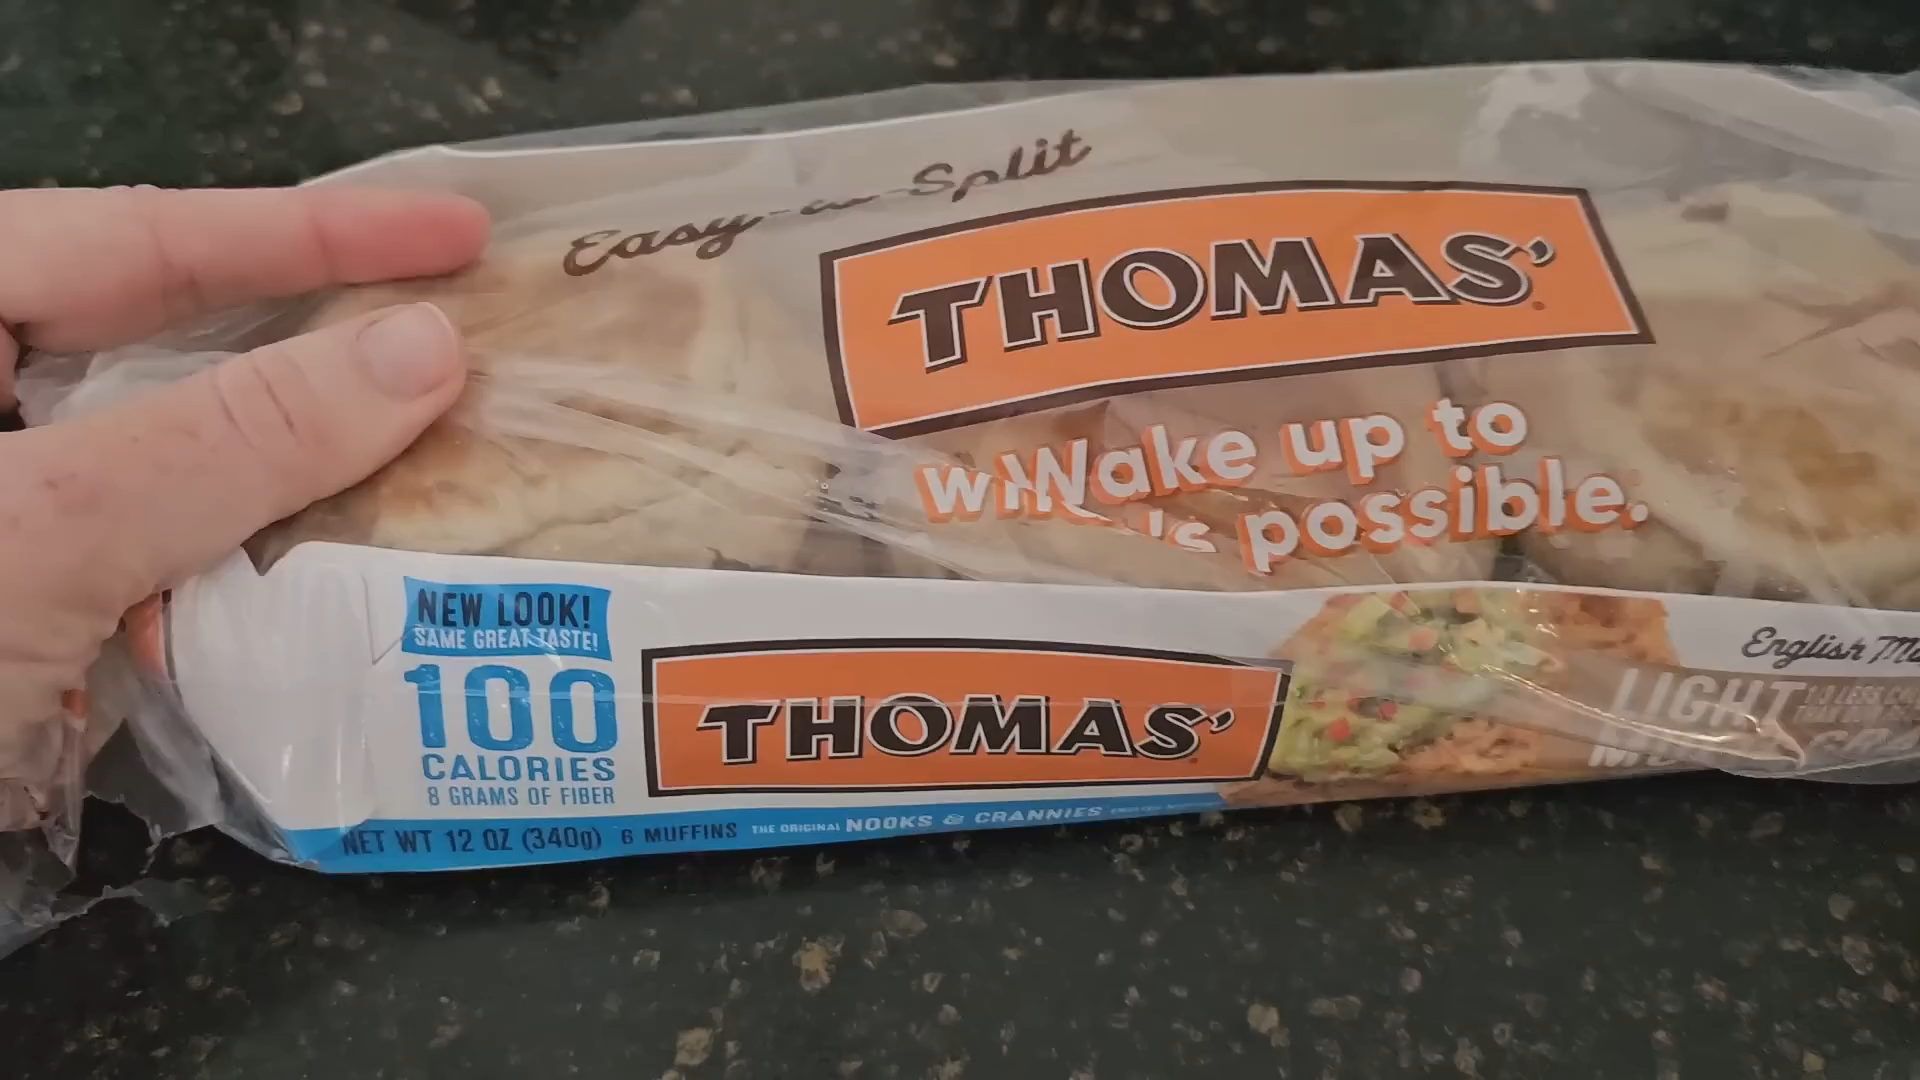 Easy-to-Split
THOMAS'
Wake up to
's possible.
NEW LOOK!
SAME GREAT TASTE!
100
CALORIES
8 GRAMS OF FIBER
THOMAS'
English
LIGHT
NET WT 12 OZ (340g) 6 MUFFINS THE ORIGINAL NOOKS & CRANNIES